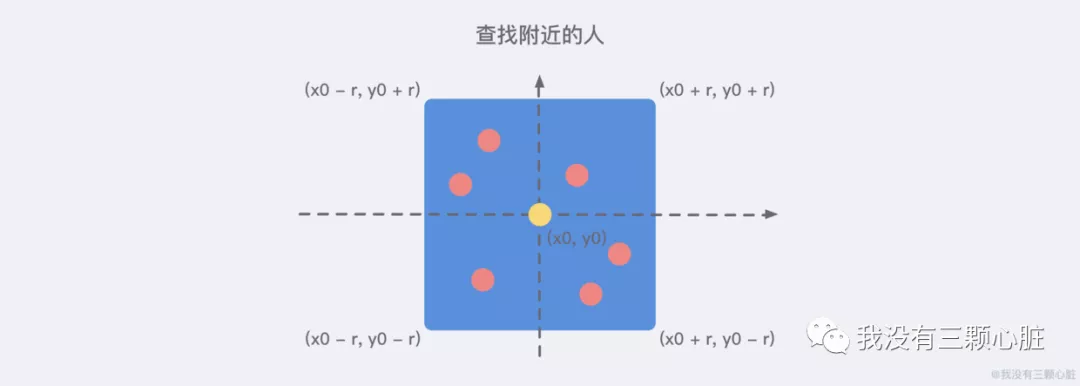 查找附近的人
(x0 − r, y0 + r)
(x0 + r, y0 + r)
(x0, y0)
(x0 − r, y0 − r)
(x0 + r, y0 − r)
我没有三颗心脏
@我没有三颗心脏